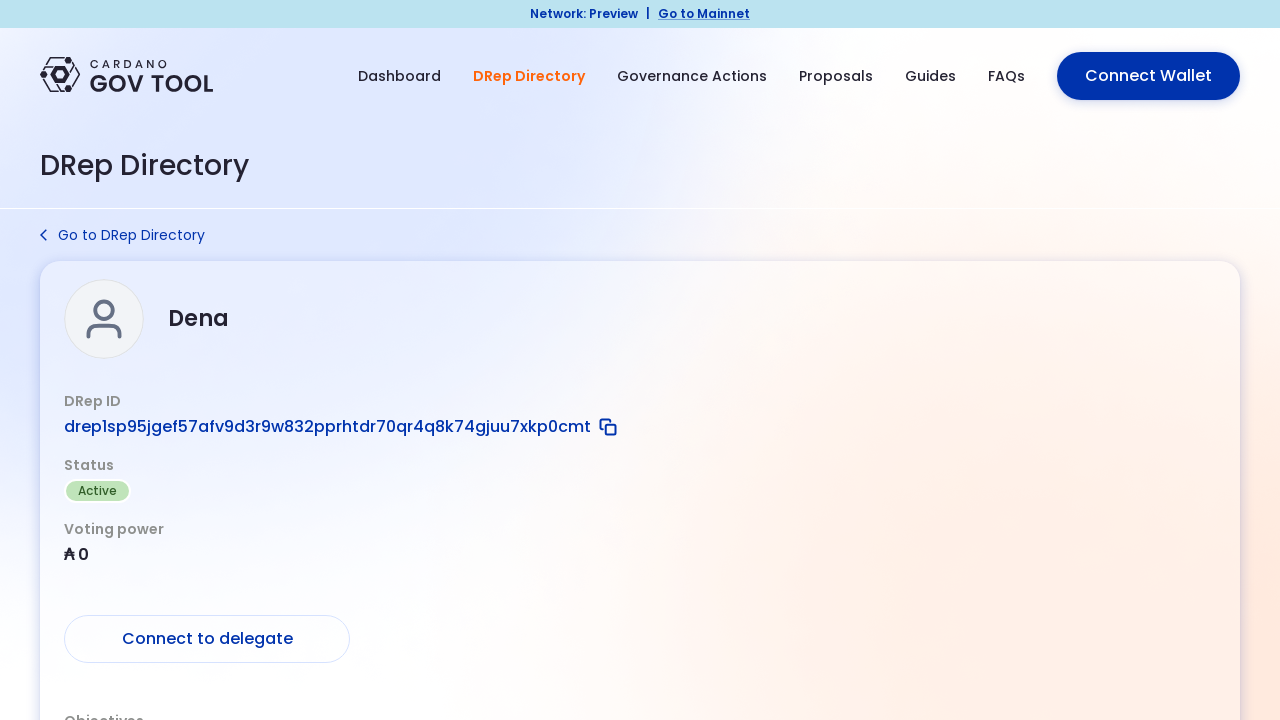 Network: Preview | Go to Mainnet
CARDANO
GOV TOOL
Dashboard DRep Directory Governance Actions Proposals Guides FAQs Connect Wallet
DRep Directory
Go to DRep Directory
Dena
DRep ID
drep1sp95jgef57afv9d3r9w832pprhtdr70qr4q8k74gjuu7xkp0cmt
Status
Active
Voting power
₳ 0
Connect to delegate
Objectives